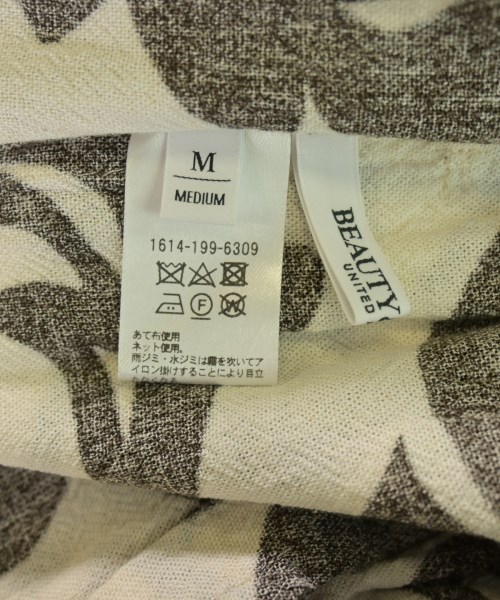 M
MEDIUM
1614-199-6309
F
W
あて布使用
ネット使用。
雨ジミ・水ジミは霧を吹いてア
イロン掛けすることにより目立
BEAUTY
UNITED